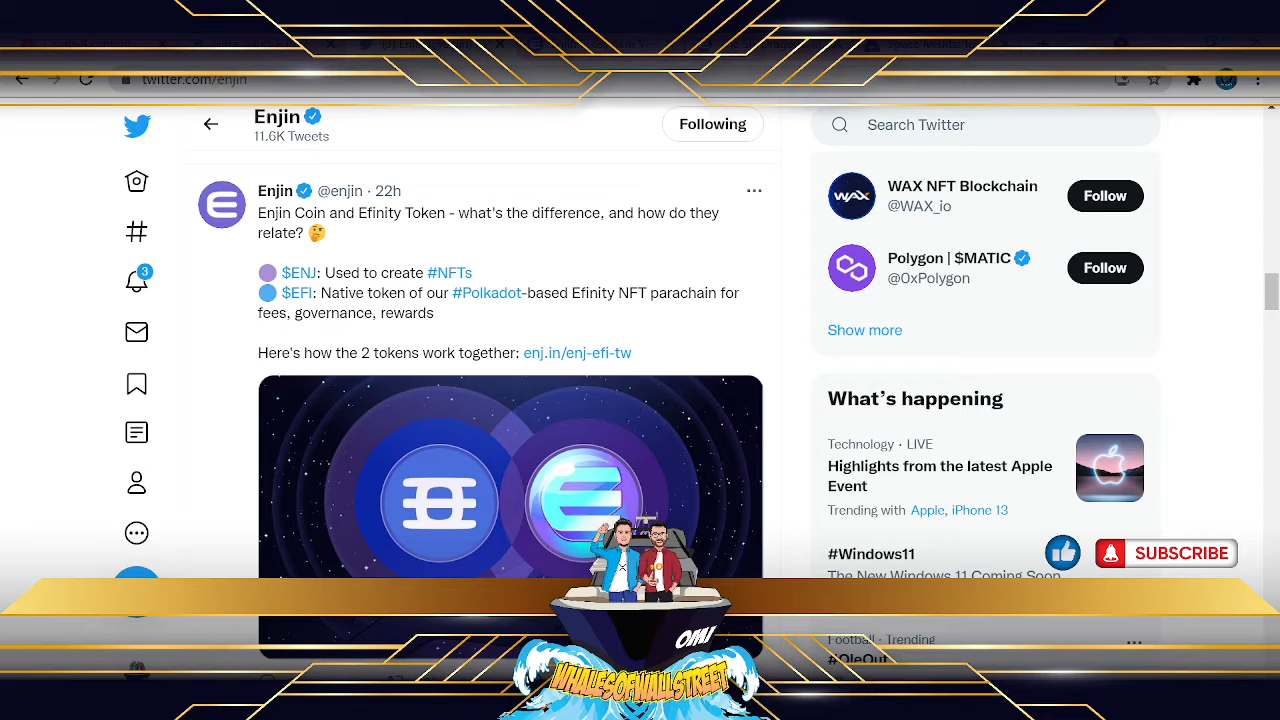 twitter.com/enjin
Enjin
11.6K Tweets
Following
Search Twitter
Enjin @enjin · 22h
Enjin Coin and Efinity Token - what's the difference, and how do they
relate? 🤔
$ENJ: Used to create #NFTs
$EFI: Native token of our #Polkadot-based Efinity NFT parachain for
fees, governance, rewards
Here's how the 2 tokens work together: enj.in/enj-efi-tw
3
WAX
WAX NFT Blockchain
@WAX_io
Follow
Polygon | $MATIC
@0xPolygon
Follow
Show more
What's happening
Technology · LIVE
Highlights from the latest Apple
Event
Trending with Apple, iPhone 13
#Windows11
The New Windows 11 Coming Soon
SUBSCRIBE
Football · Trending
#OleOut
OMI
WHALESOFWALLSTREET